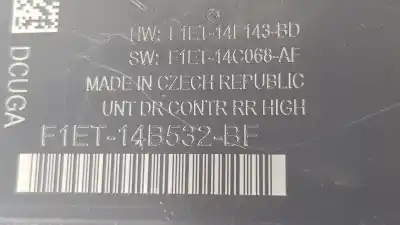 HW: F1ET-14F143-BD
SW: F1ET-14C068-AF
MADE IN CZECH REPUBLIC
UNT DR CONTR RR HIGH
F1ET-14B532-BF
DCUGA